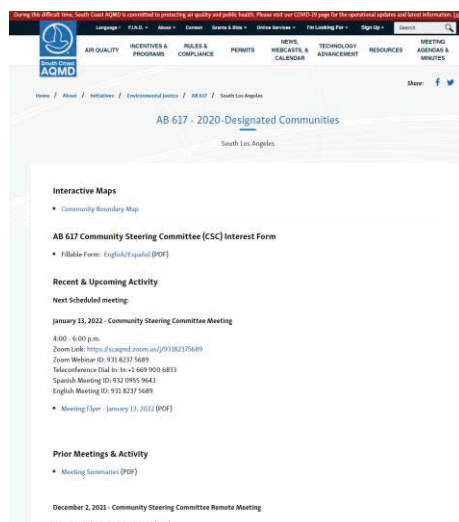 During this difficult time, South Coast AQMD is committed to protecting air quality and public health. Please visit our COVID-19 page for the operational updates and latest information.
Language F.I.N.D. About Contact Grants & Bids Online Services I'm Looking For Sign Up Search
South Coast
AQMD
AIR QUALITY INCENTIVES & PROGRAMS RULES & COMPLIANCE PERMITS NEWS, WEBCASTS, & CALENDAR TECHNOLOGY ADVANCEMENT RESOURCES MEETING AGENDAS & MINUTES
Share:
Home / About / Initiatives / Environmental Justice / AB 617 / South Los Angeles
AB 617 - 2020-Designated Communities
South Los Angeles
Interactive Maps
• Community Boundary Map
AB 617 Community Steering Committee (CSC) Interest Form
• Fillable Form: English/Español (PDF)
Recent & Upcoming Activity
Next Scheduled meeting:
January 13, 2022 - Community Steering Committee Meeting
4:00 - 6:00 p.m.
Zoom Link: https://scaqmd.zoom.us/j/93182375689
Zoom Webinar ID: 931 8237 5689
Teleconference Dial In: In:+1 669 900 6833
Spanish Meeting ID: 932 0955 9643
English Meeting ID: 931 8237 5689
• Meeting Flyer - January 13, 2022 (PDF)
Prior Meetings & Activity
• Meeting Summaries (PDF)
December 2, 2021 - Community Steering Committee Remote Meeting